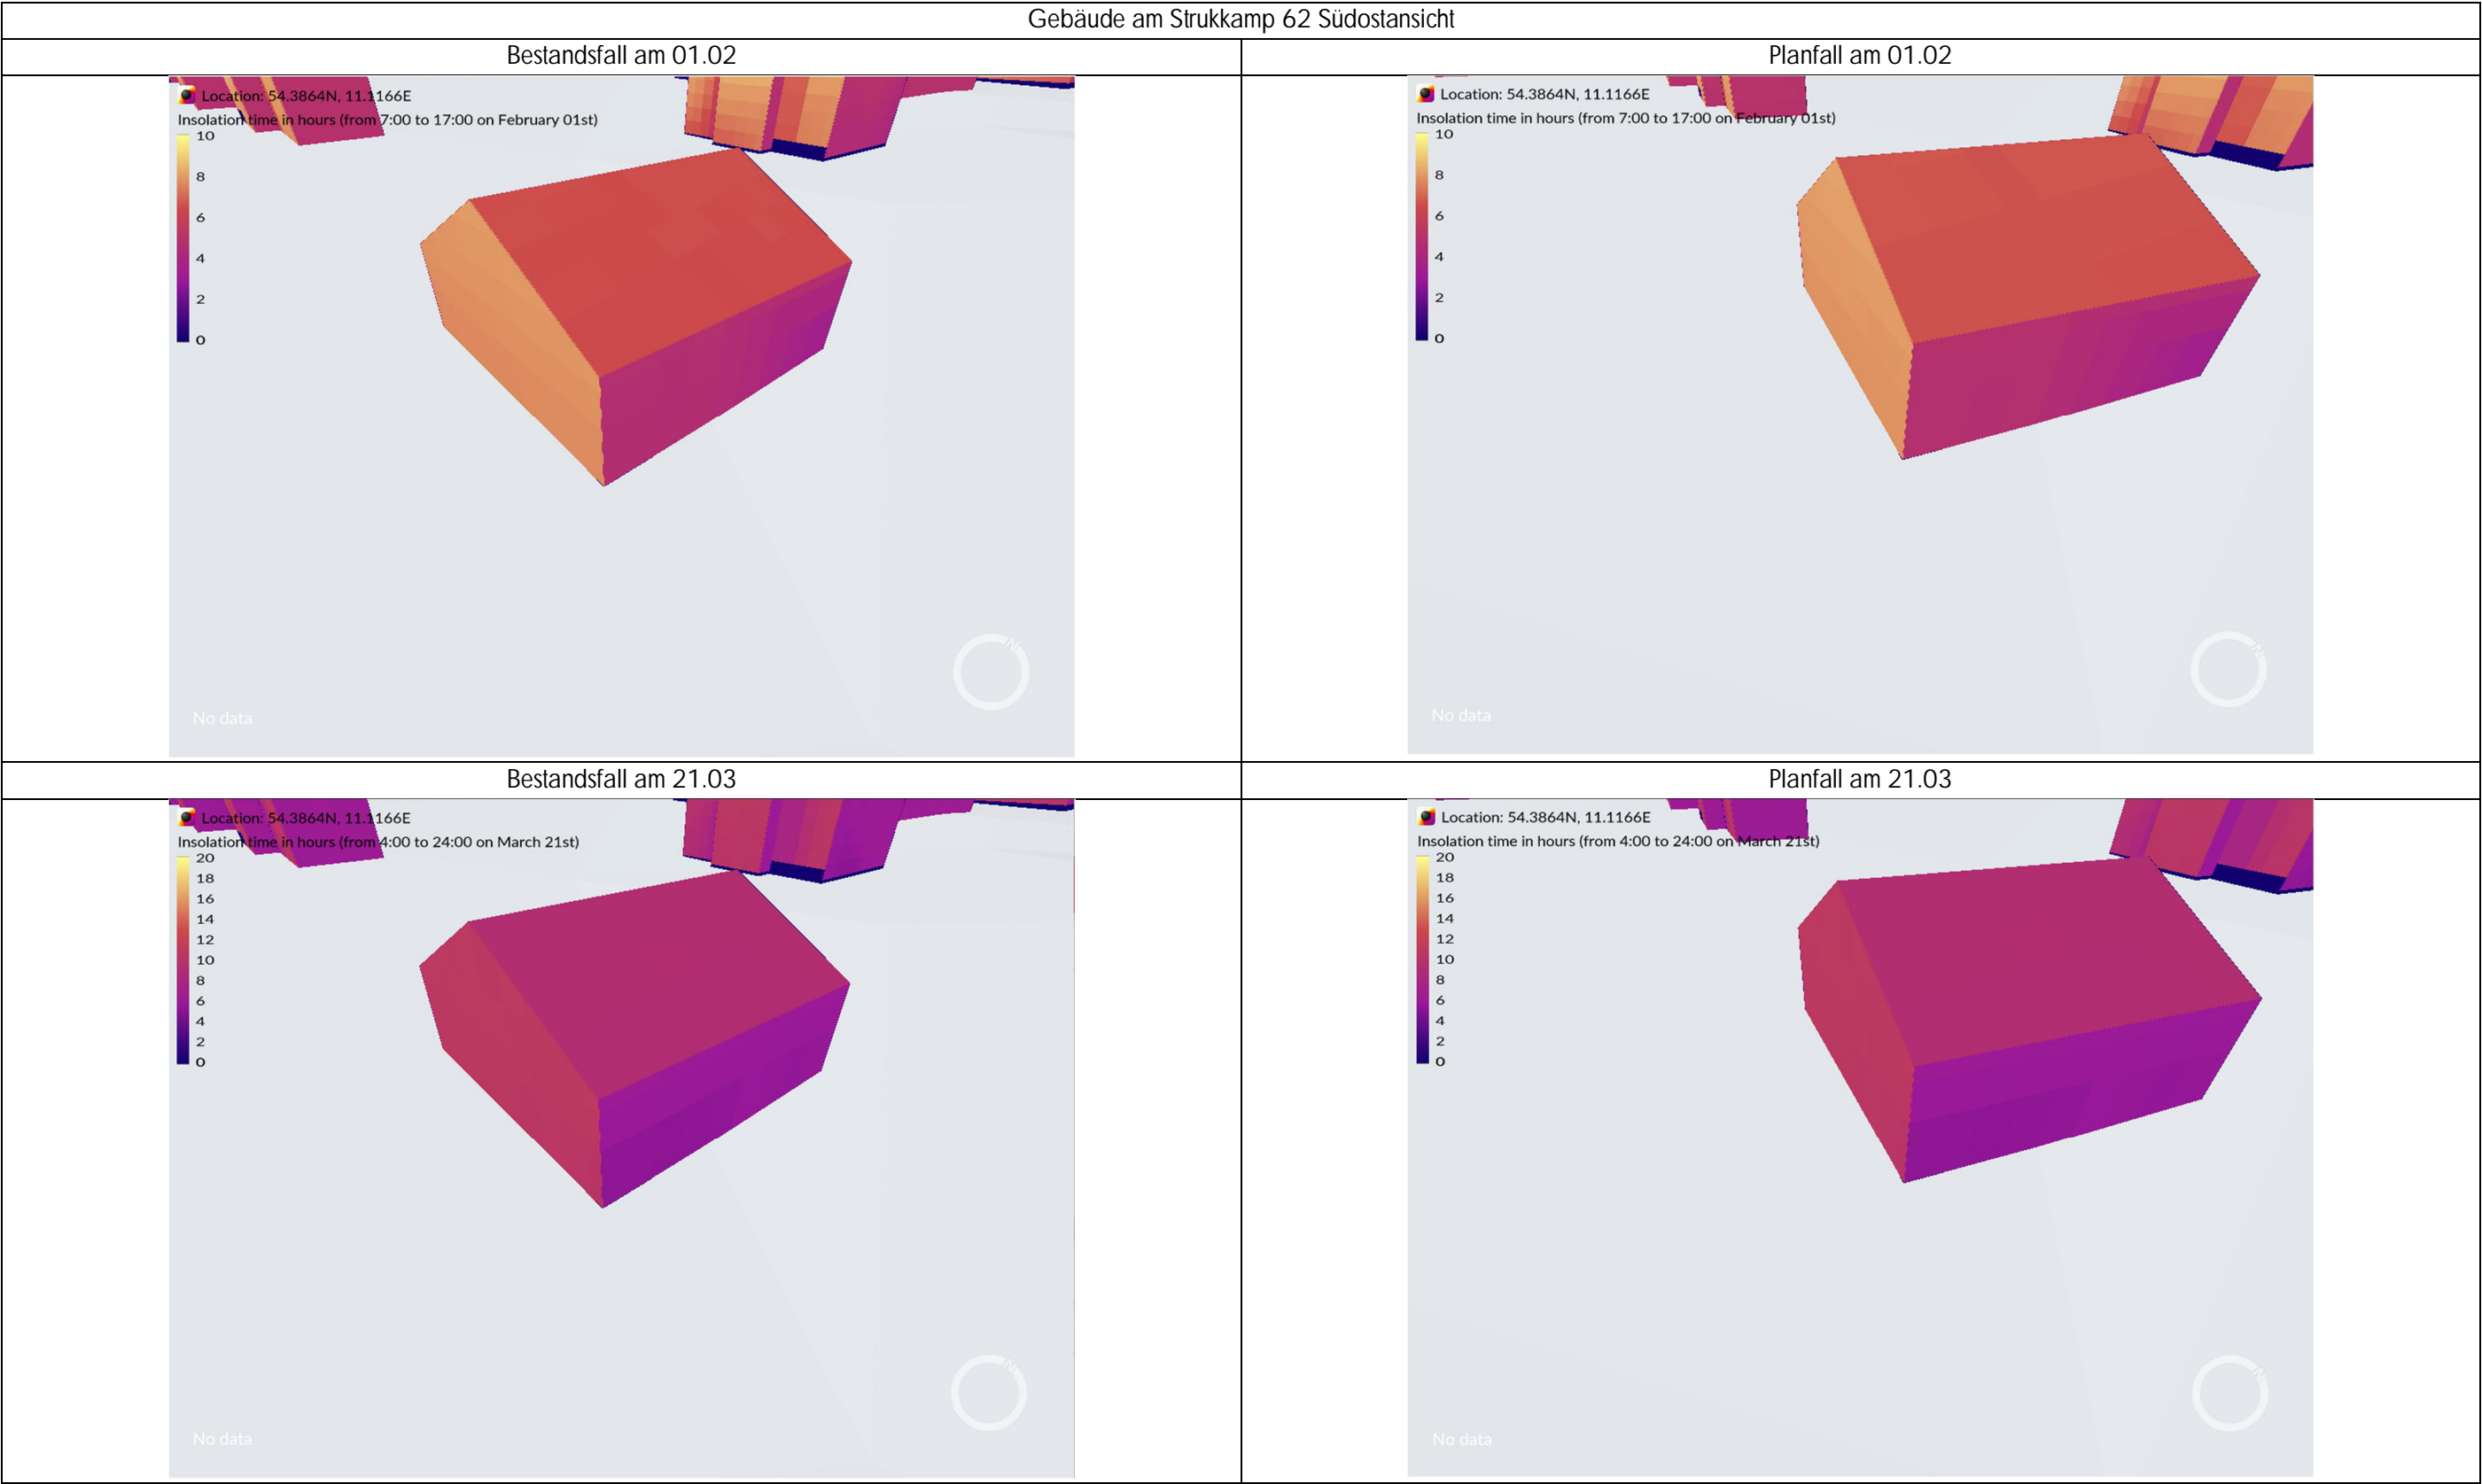 Gebäude am Strukkamp 62 Südostansicht
Bestandsfall am 01.02
Planfall am 01.02
Location: 54.3864N, 11.1166E
Insolation time in hours (from 7:00 to 17:00 on February 01st)
10
8
6
4
2
0
N
No data
Location: 54.3864N, 11.1166E
Insolation time in hours (from 7:00 to 17:00 on February 01st)
10
8
6
4
2
0
N
No data
Bestandsfall am 21.03
Planfall am 21.03
Location: 54.3864N, 11.1166E
Insolation time in hours (from 4:00 to 24:00 on March 21st)
20
18
16
14
12
10
8
6
4
2
0
N
No data
Location: 54.3864N, 11.1166E
Insolation time in hours (from 4:00 to 24:00 on March 21st)
20
18
16
14
12
10
8
6
4
2
0
N
No data